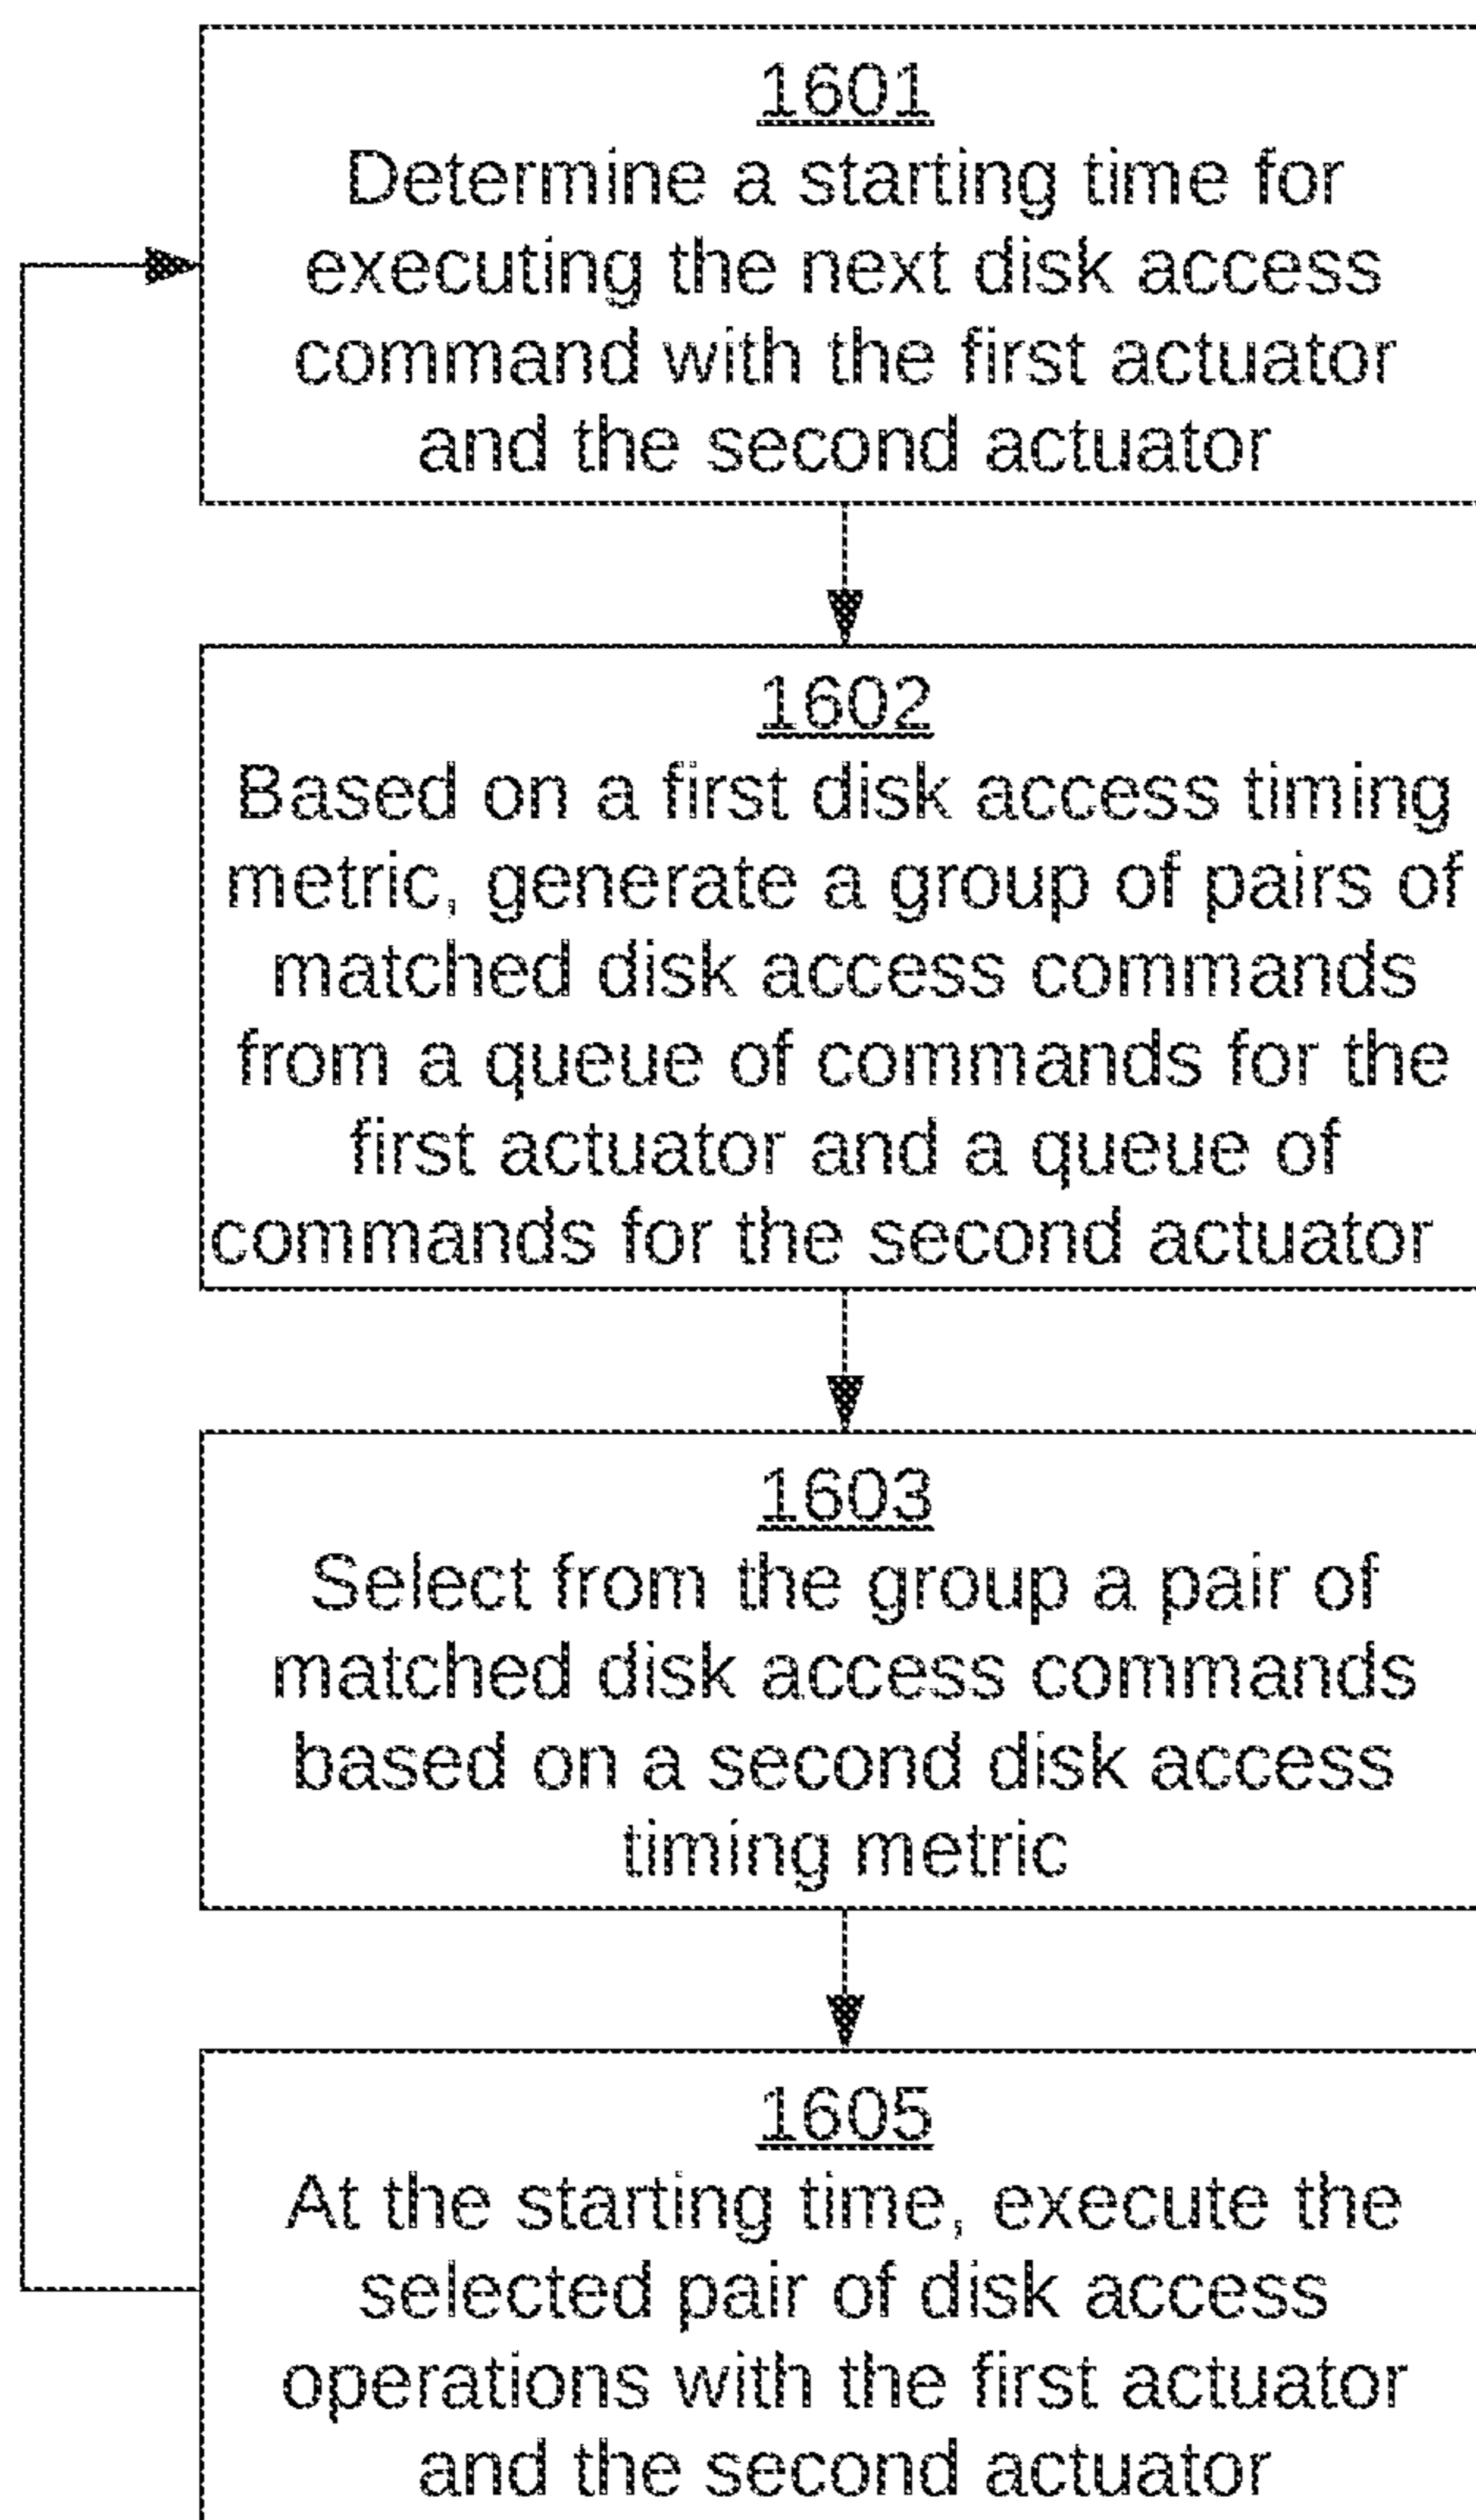 1601
Determine a starting time for
executing the next disk access
command with the first actuator
and the second actuator
1602
Based on a first disk access timing
metric, generate a group of pairs of
matched disk access commands
from a queue of commands for the
first actuator and a queue of
commands for the second actuator
1603
Select from the group a pair of
matched disk access commands
based on a second disk access
timing metric
1605
At the starting time, execute the
selected pair of disk access
operations with the first actuator
and the second actuator